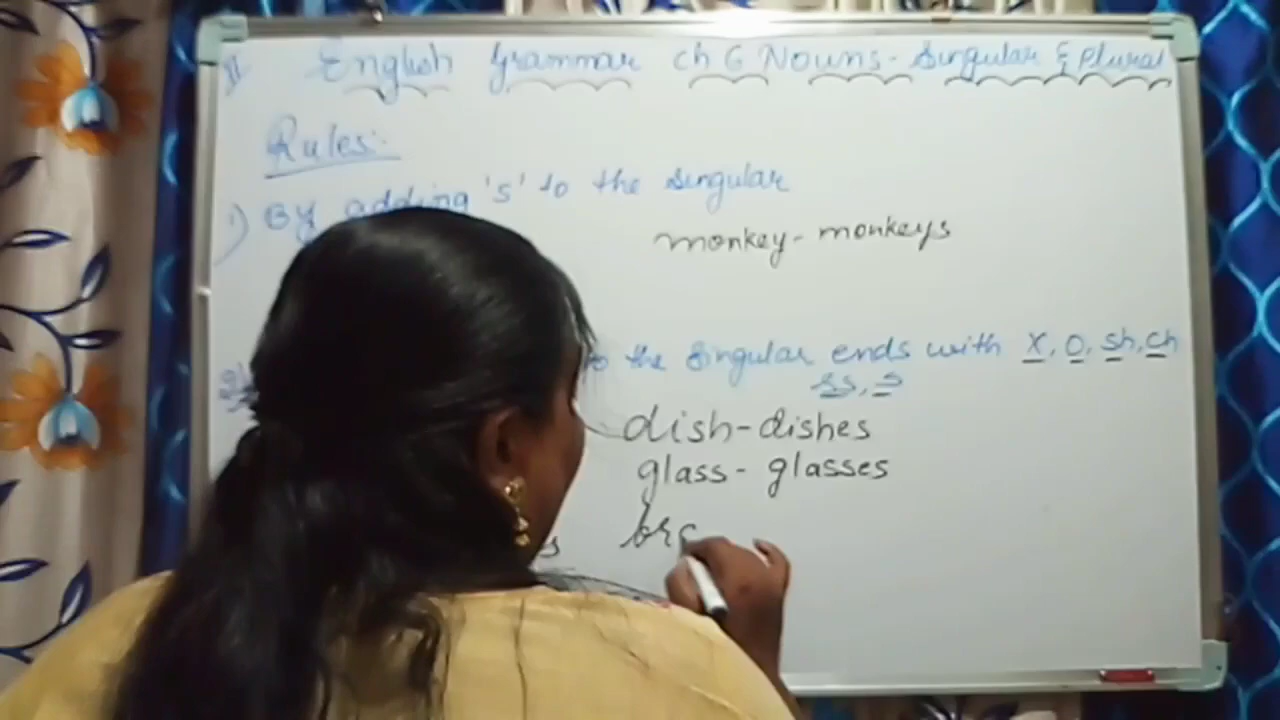 English Grammar ch 6 Nouns - Singular & Plural
Rules:-
1) By adding 's' to the singular
monkey - monkeys
to the singular ends with x, o, sh, ch
ss, s
dish - dishes
glass - glasses